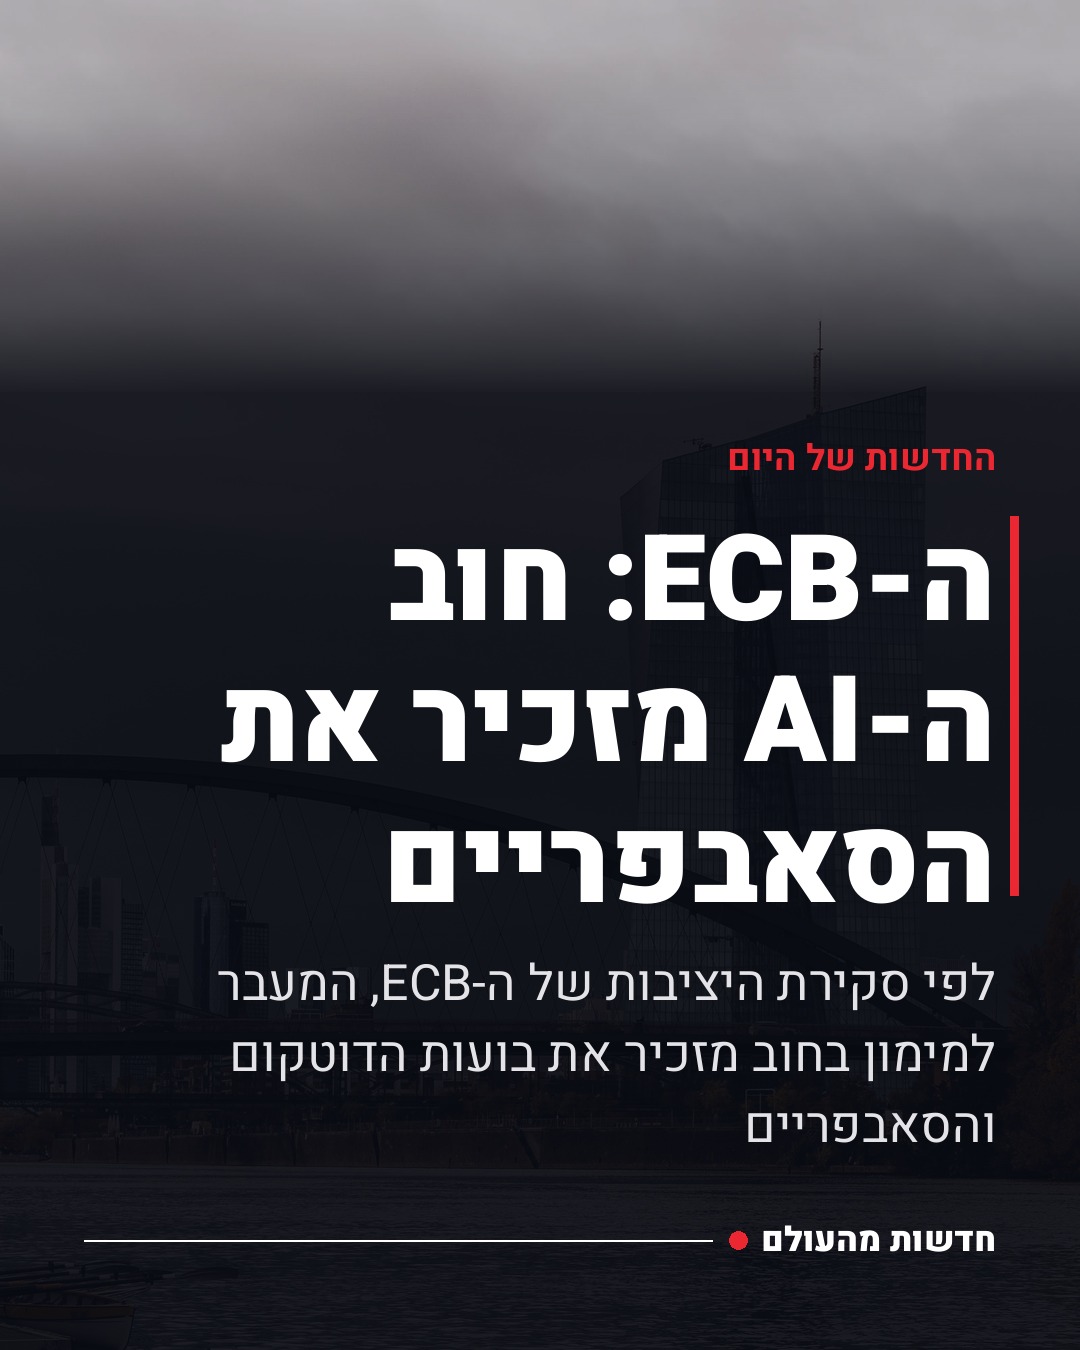 החדשות של היום
ה-ECB: חוב
ה-AI מזכיר את
הסאבפריים
לפי סקירת היציבות של ה-ECB, המעבר
למימון בחוב מזכיר את בועות הדוטקום
והסאבפריים
חדשות מהעולם